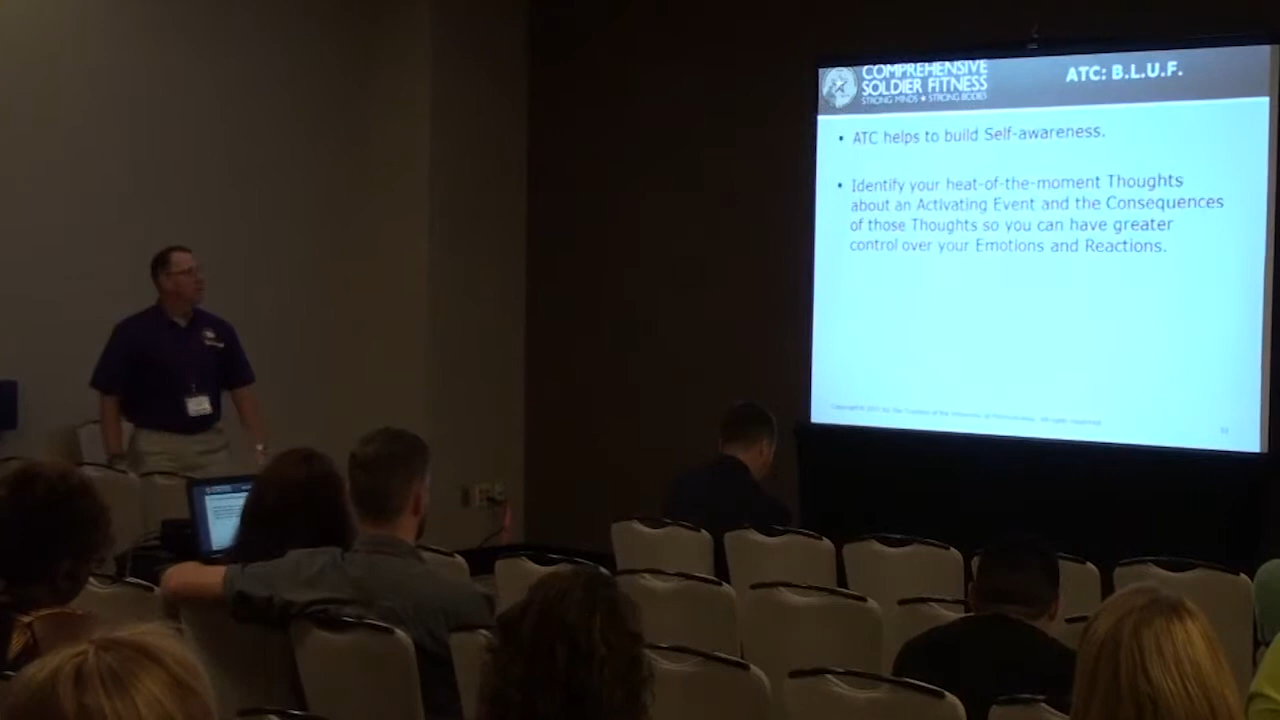 COMPREHENSIVE
SOLDIER FITNESS
STRONG MINDS ★ STRONG BODIES
ATC: B.L.U.F.
• ATC helps to build Self-awareness.
• Identify your heat-of-the-moment Thoughts
about an Activating Event and the Consequences
of those Thoughts so you can have greater
control over your Emotions and Reactions.